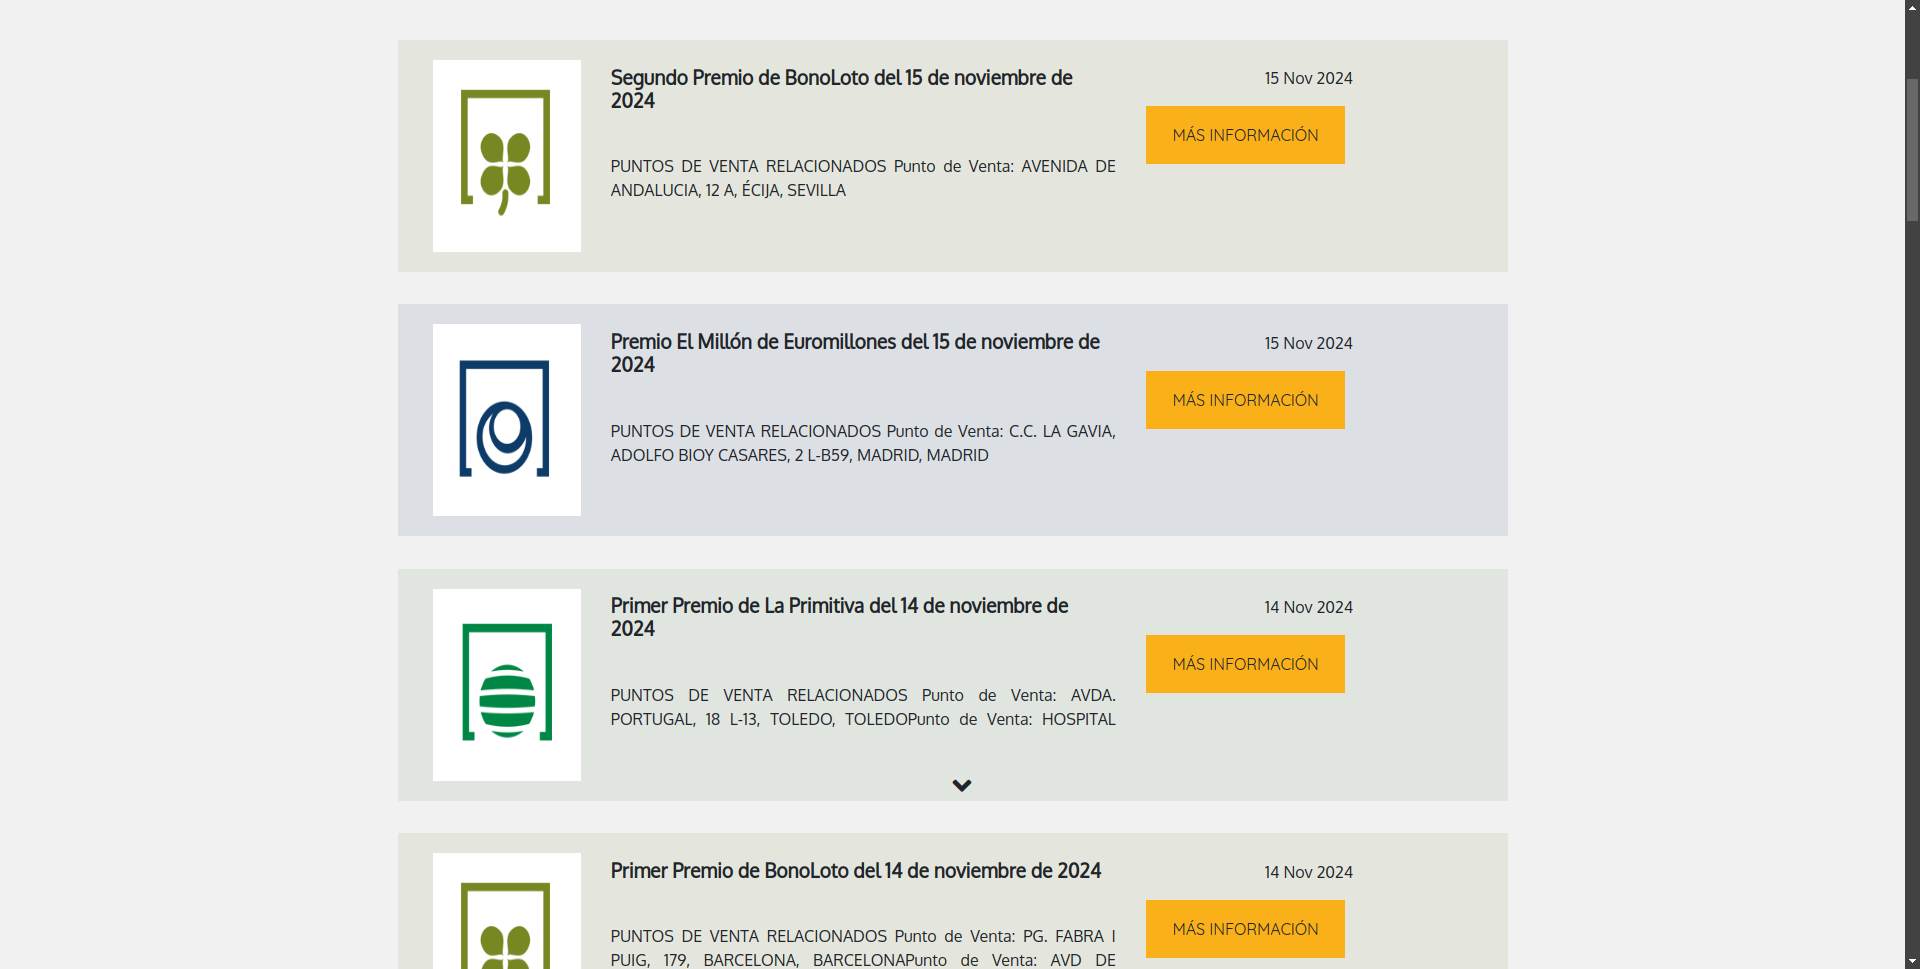 Segundo Premio de BonoLoto del 15 de noviembre de
2024
15 Nov 2024
MÁS INFORMACIÓN
PUNTOS DE VENTA RELACIONADOS Punto de Venta: AVENIDA DE
ANDALUCIA, 12 A, ÉCIJA, SEVILLA
Premio El Millón de Euromillones del 15 de noviembre de
2024
15 Nov 2024
MÁS INFORMACIÓN
PUNTOS DE VENTA RELACIONADOS Punto de Venta: C.C. LA GAVIA,
ADOLFO BIOY CASARES, 2 L-B59, MADRID, MADRID
Primer Premio de La Primitiva del 14 de noviembre de
2024
14 Nov 2024
MÁS INFORMACIÓN
PUNTOS DE VENTA RELACIONADOS Punto de Venta: AVDA.
PORTUGAL, 18 L-13, TOLEDO, TOLEDOPunto de Venta: HOSPITAL
Primer Premio de BonoLoto del 14 de noviembre de 2024
14 Nov 2024
MÁS INFORMACIÓN
PUNTOS DE VENTA RELACIONADOS Punto de Venta: PG. FABRA I
PUIG, 179, BARCELONA, BARCELONAPunto de Venta: AVD DE